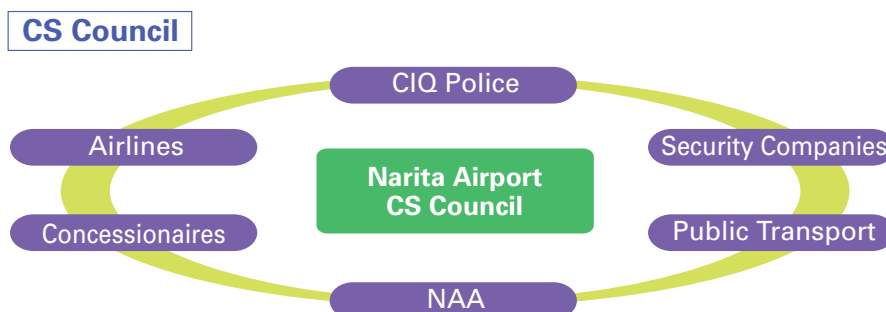 CS Council
CIQ Police
Airlines
Security Companies
Narita Airport
CS Council
Concessionaires
Public Transport
NAA